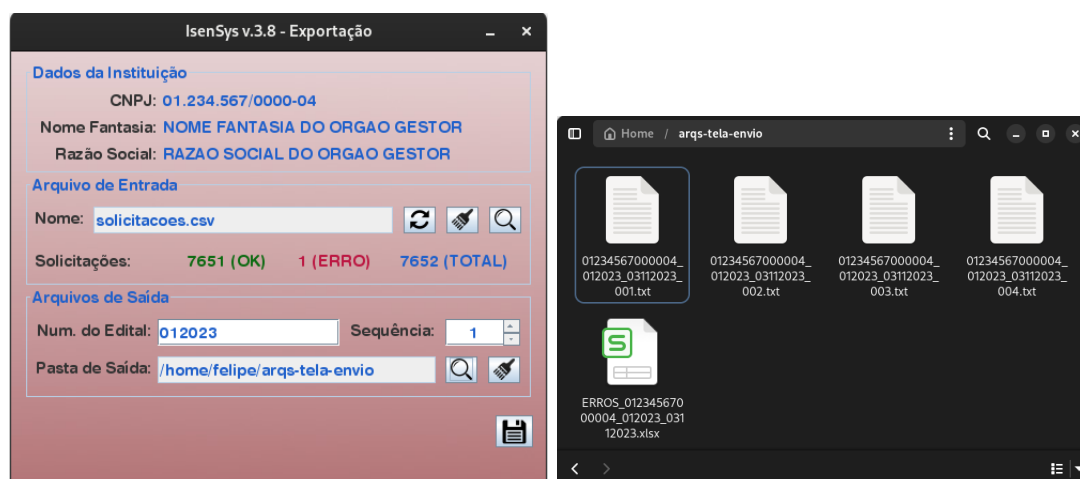 IsenSys v.3.8 - Exportação
Dados da Instituição
CNPJ: 01.234.567/0000-04
Nome Fantasia: NOME FANTASIA DO ORGAO GESTOR
Razão Social: RAZAO SOCIAL DO ORGAO GESTOR
Arquivo de Entrada
Nome: solicitacoes.csv
Solicitações: 7651 (OK) 1 (ERRO) 7652 (TOTAL)
Arquivos de Saída
Num. do Edital: 012023 Sequência: 1
Pasta de Saída: /home/felipe/arqs-tela-envio
Home / arqs-tela-envio
01234567000004_
012023_03112023_
001.txt
01234567000004_
012023_03112023_
002.txt
01234567000004_
012023_03112023_
003.txt
01234567000004_
012023_03112023_
004.txt
ERROS_012345670
00004_012023_031
12023.xlsx